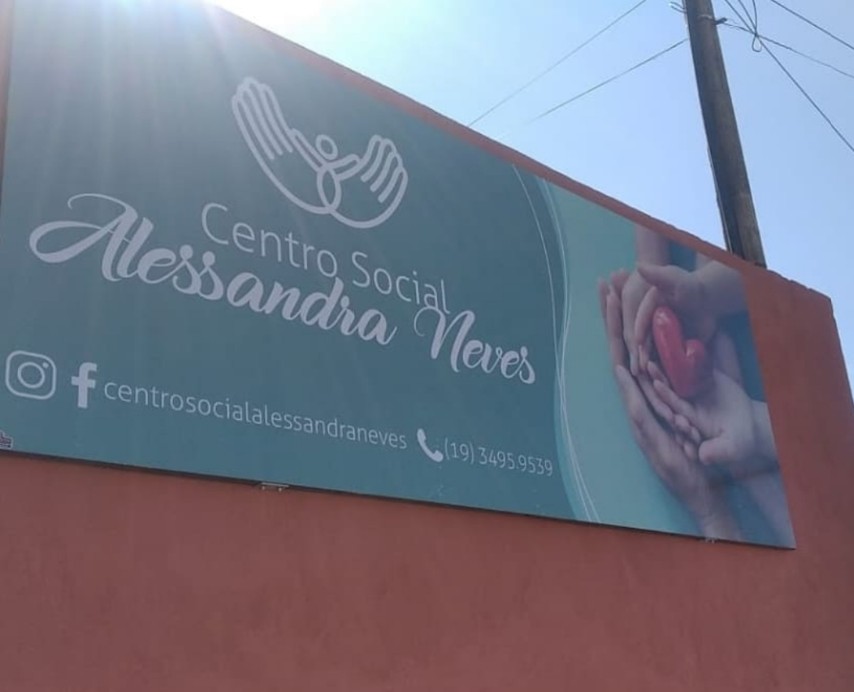 Centro Social
Alessandra Neves
centrosocialalessandraneves (19) 3495.9539